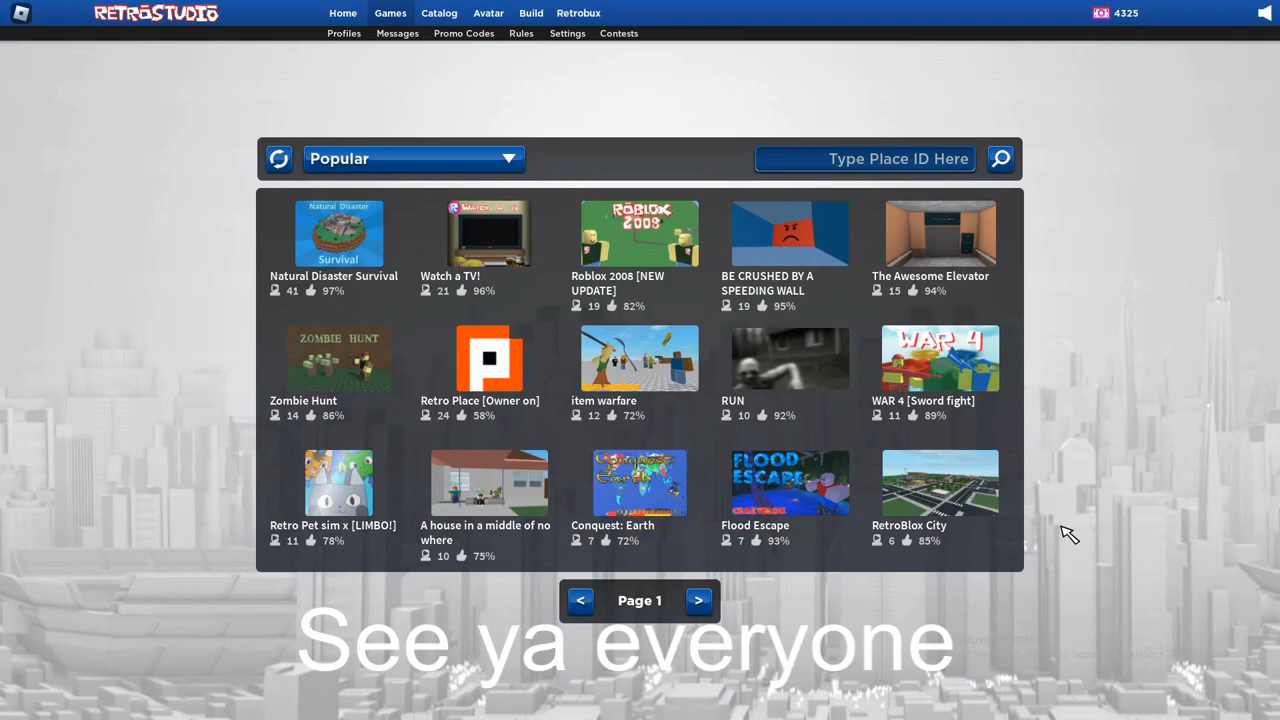 RETROSTUDIO
Home Games Catalog Avatar Build Retrobux
4325
Profiles Messages Promo Codes Rules Settings Contests
Popular
Type Place ID Here
Natural Disaster
Survival
WATCH A TV
ROBLOX
2008
Natural Disaster Survival
41 97%
Watch a TV!
21 96%
Roblox 2008 [NEW
UPDATE]
19 82%
BE CRUSHED BY A
SPEEDING WALL
19 95%
The Awesome Elevator
15 94%
ZOMBIE HUNT
WAR 4
Zombie Hunt
14 86%
Retro Place [Owner on]
24 58%
item warfare
12 72%
RUN
10 92%
WAR 4 [Sword fight]
11 89%
Conquest:
Earth
FLOOD
ESCAPE
Retro Pet sim x [LIMBO!]
11 78%
A house in a middle of no
where
10 75%
Conquest: Earth
7 72%
Flood Escape
7 93%
RetroBlox City
6 85%
< Page 1 >
See ya everyone